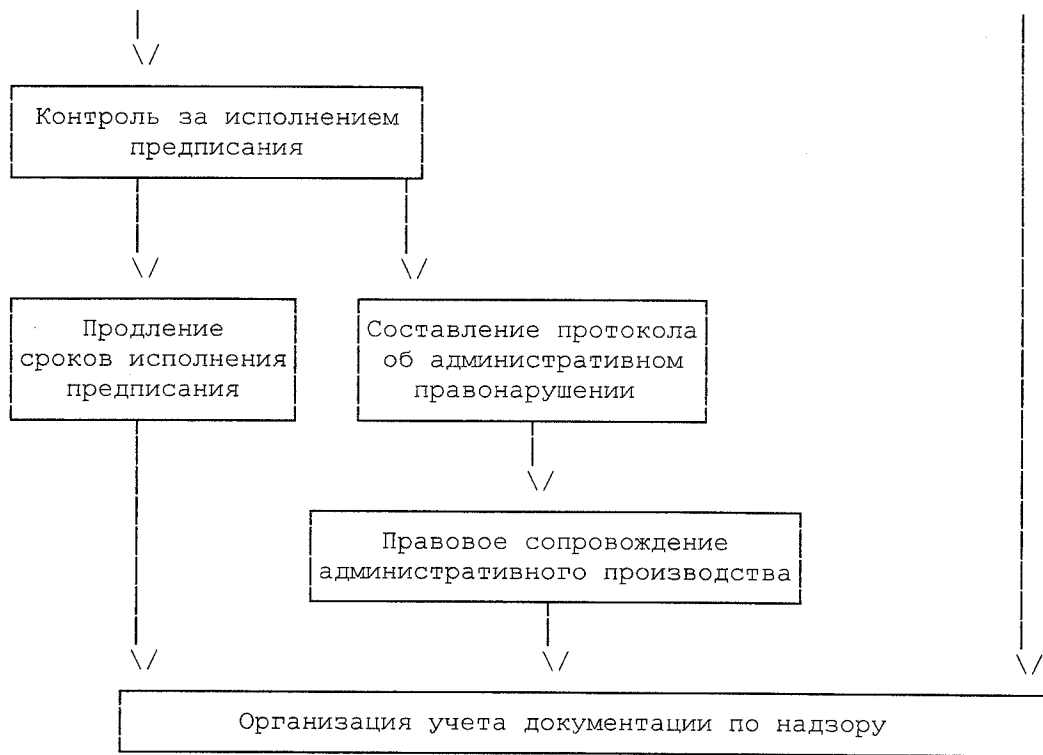 Контроль за исполнением
предписания
Продление
сроков исполнения
предписания
Составление протокола
об административном
правонарушении
Правовое сопровождение
административного производства
Организация учета документации по надзору